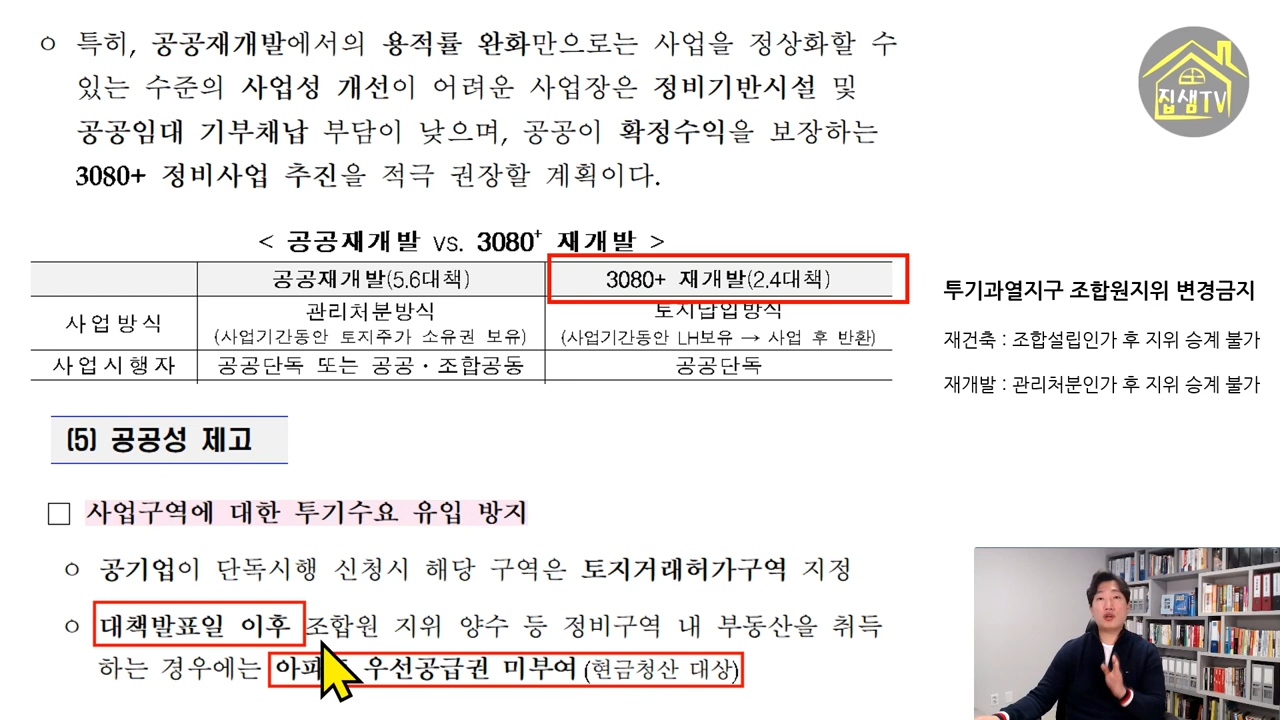 ㅇ 특히, 공공재개발에서의 용적률 완화만으로는 사업을 정상화할 수
있는 수준의 사업성 개선이 어려운 사업장은 정비기반시설 및
공공임대 기부채납 부담이 낮으며, 공공이 확정수익을 보장하는
3080+ 정비사업 추진을 적극 권장할 계획이다.
집샘TV
< 공공재개발 vs. 3080+ 재개발 >
공공재개발(5.6대책) 3080+ 재개발(2.4대책)
사업방식 관리처분방식 토지납입방식
(사업기간동안 토지주가 소유권 보유) (사업기간동안 LH보유 → 사업 후 반환)
사업시행자 공공단독 또는 공공·조합공동 공공단독
투기과열지구 조합원지위 변경금지
재건축 : 조합설립인가 후 지위 승계 불가
재개발 : 관리처분인가 후 지위 승계 불가
(5) 공공성 제고
□ 사업구역에 대한 투기수요 유입 방지
ㅇ 공기업이 단독시행 신청시 해당 구역은 토지거래허가구역 지정
ㅇ 대책발표일 이후 조합원 지위 양수 등 정비구역 내 부동산을 취득
하는 경우에는 우선공급권 미부여 (현금청산 대상)